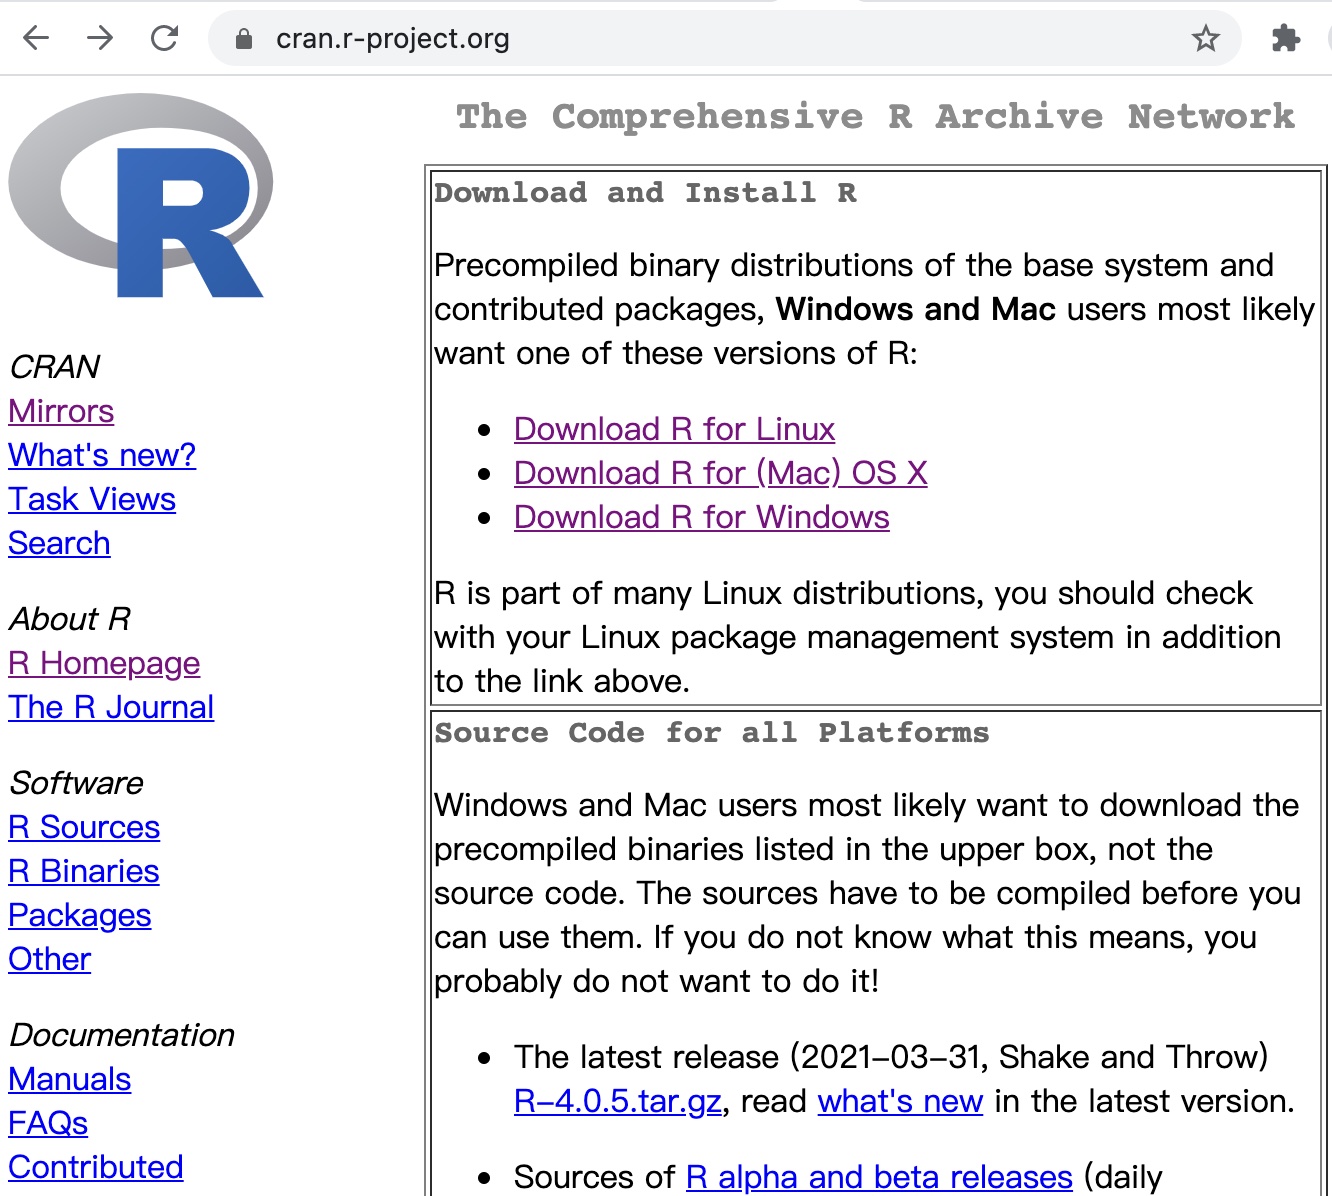 cran.r-project.org
R
The Comprehensive R Archive Network
CRAN
Mirrors
What's new?
Task Views
Search
About R
R Homepage
The R Journal
Software
R Sources
R Binaries
Packages
Other
Documentation
Manuals
FAQs
Contributed
Download and Install R
Precompiled binary distributions of the base system and
contributed packages, Windows and Mac users most likely
want one of these versions of R:
Download R for Linux
Download R for (Mac) OS X
Download R for Windows
R is part of many Linux distributions, you should check
with your Linux package management system in addition
to the link above.
Source Code for all Platforms
Windows and Mac users most likely want to download the
precompiled binaries listed in the upper box, not the
source code. The sources have to be compiled before you
can use them. If you do not know what this means, you
probably do not want to do it!
The latest release (2021-03-31, Shake and Throw)
R-4.0.5.tar.gz, read what's new in the latest version.
Sources of R alpha and beta releases (daily